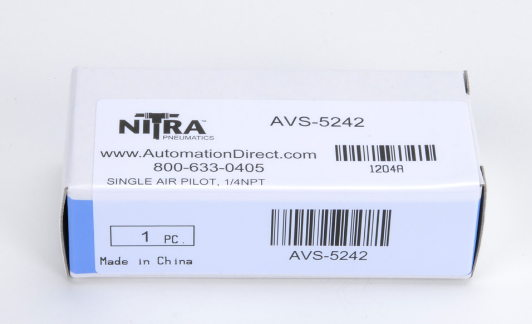 NITRA™
PNEUMATICS
AVS-5242
www.AutomationDirect.com
800-633-0405
1204A
SINGLE AIR PILOT, 1/4NPT
1 PC.
Made in China
AVS-5242